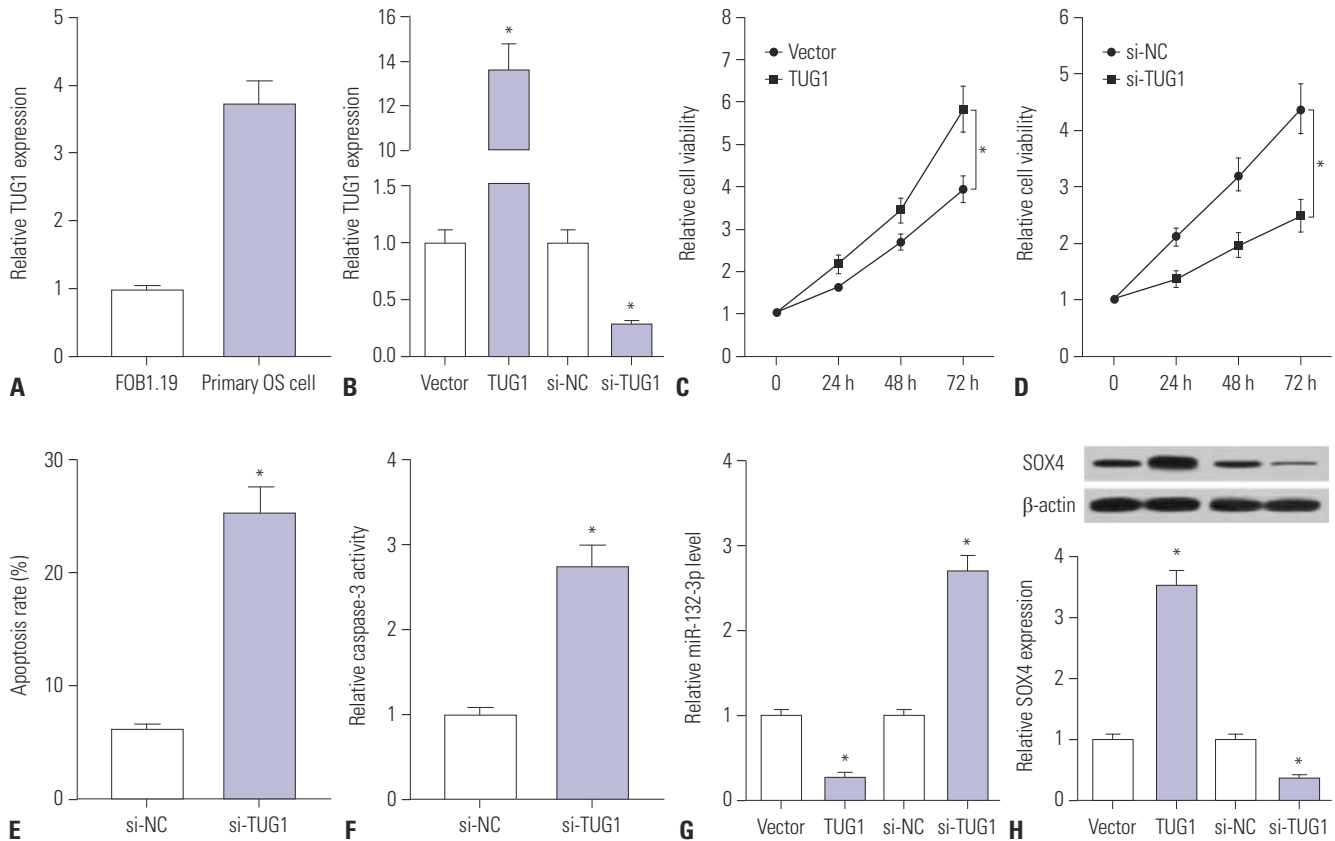 Relative TUG1 expression
5
4
3
2
1
0
FOB1.19 Primary OS cell
A
Relative TUG1 expression
16
14
12
10
1.5
1.0
0.5
0.0
*
*
Vector TUG1 si-NC si-TUG1
B
Relative cell viability
8
7
6
5
4
3
2
1
0
Vector
TUG1
*
0 24 h 48 h 72 h
C
Relative cell viability
6
5
4
3
2
1
0
si-NC
si-TUG1
*
0 24 h 48 h 72 h
D
Apoptosis rate (%)
30
20
10
0
*
si-NC si-TUG1
E
Relative caspase-3 activity
4
3
2
1
0
*
si-NC si-TUG1
F
Relative miR-132-3p level
4
3
2
1
0
*
*
Vector TUG1 si-NC si-TUG1
G
SOX4
β-actin
Relative SOX4 expression
4
3
2
1
0
*
*
Vector TUG1 si-NC si-TUG1
H